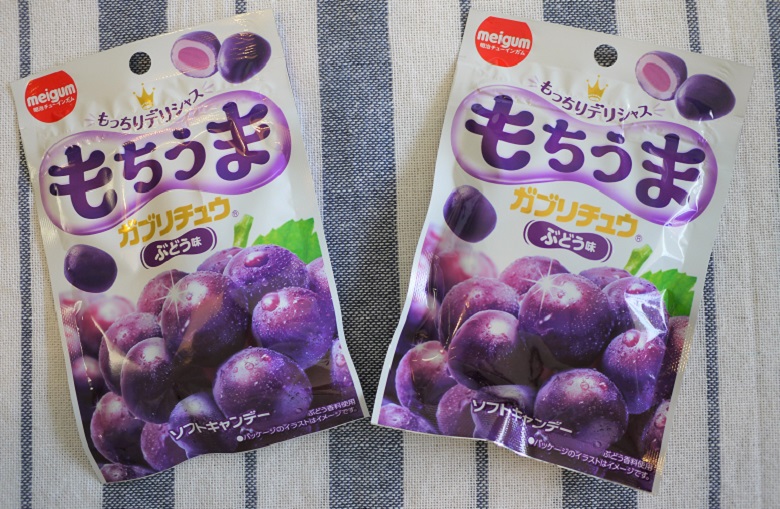 meigum
明治チューインガム
もっちりデリシャス
もちうま
ガブリチュウ®
ぶどう味
ソフトキャンデー
ぶどう香料使用
●パッケージのイラストはイメージです。
meigum
明治チューインガム
もっちりデリシャス
もちうま
ガブリチュウ®
ぶどう味
ソフトキャンデー
ぶどう香料使用
●パッケージのイラストはイメージです。